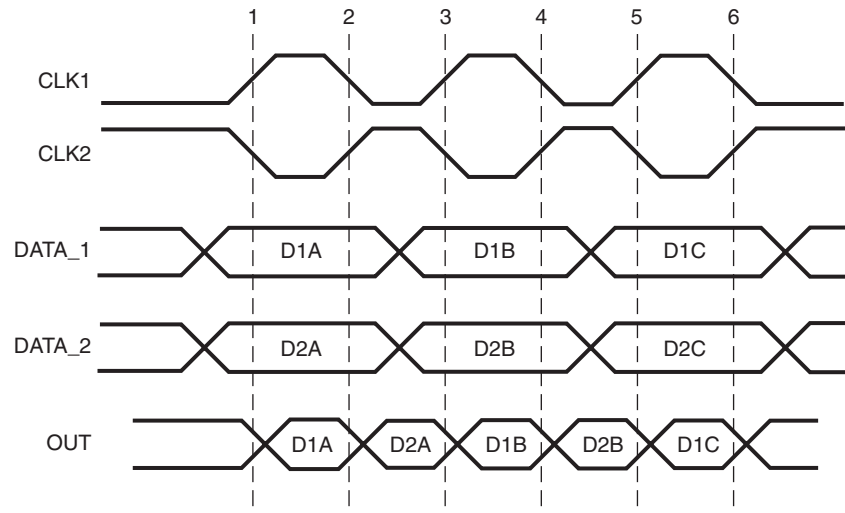 1 2 3 4 5 6
CLK1
CLK2
DATA_1 D1A D1B D1C
DATA_2 D2A D2B D2C
OUT D1A D2A D1B D2B D1C